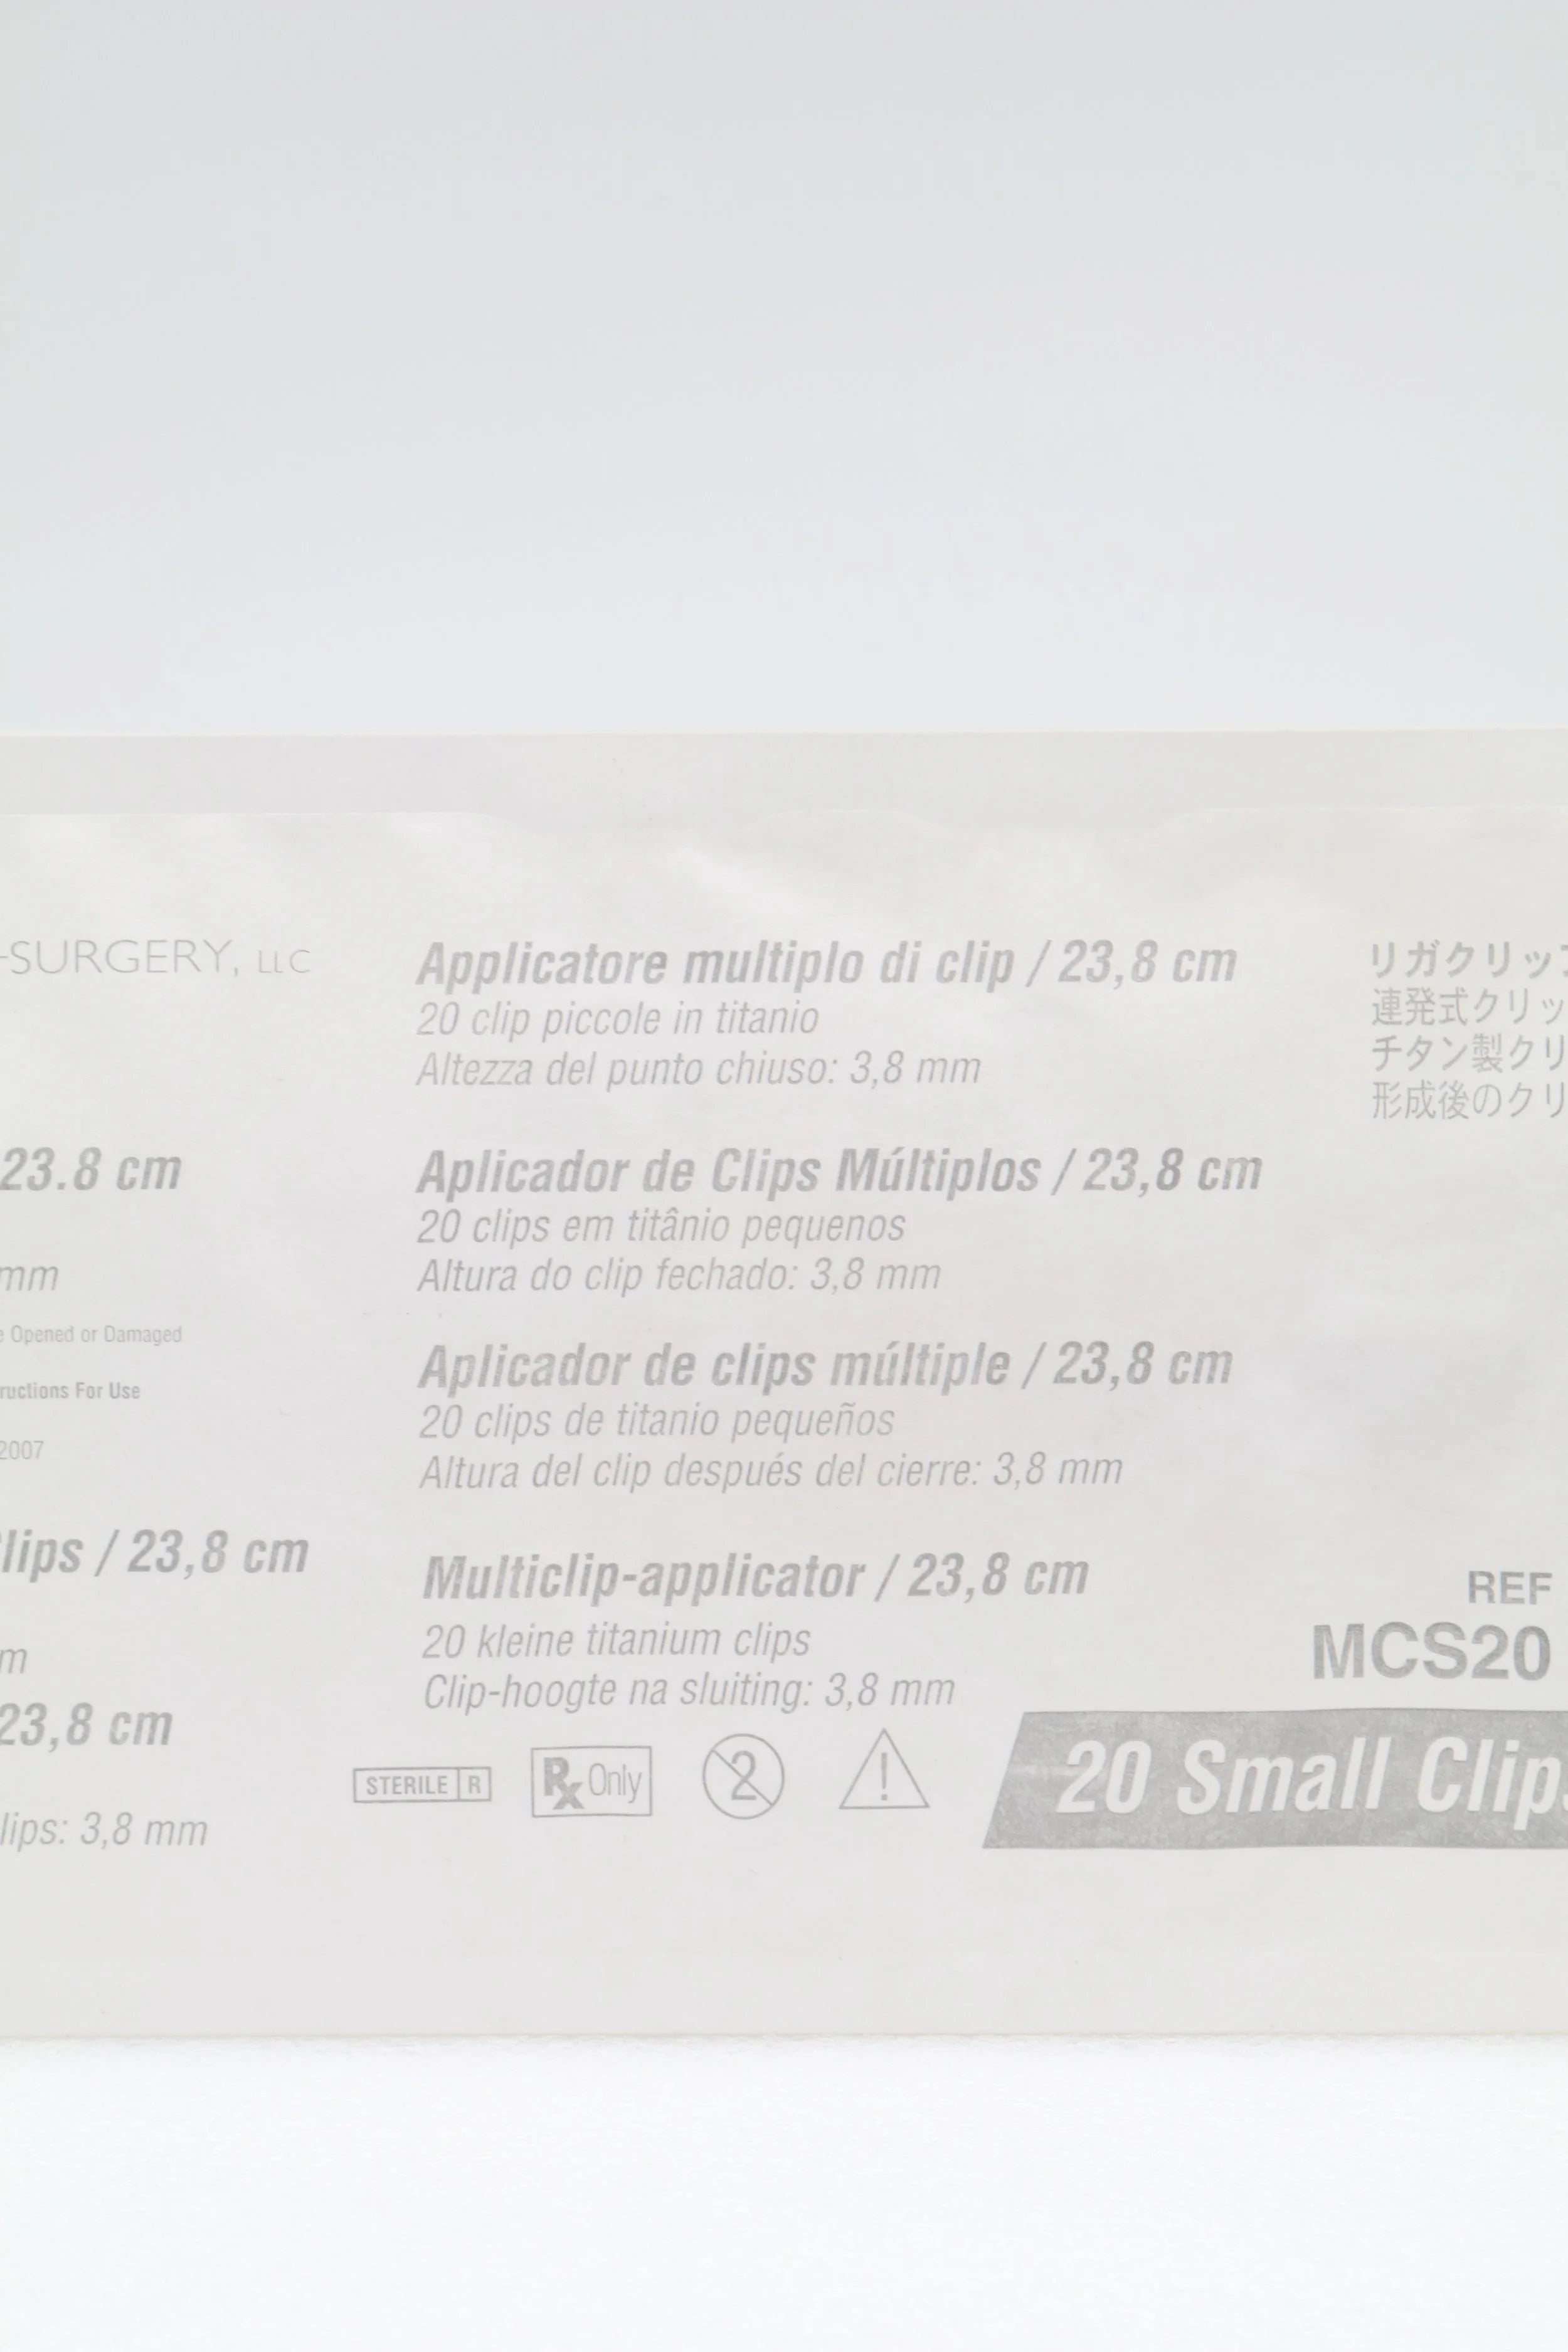 -SURGERY, LLC
23.8 cm
mm
Opened or Damaged
ructions For Use
2007
lips / 23,8 cm
m
23,8 cm
lips: 3,8 mm
Applicatore multiplo di clip / 23,8 cm
20 clip piccole in titanio
Altezza del punto chiuso: 3,8 mm
Aplicador de Clips Múltiplos / 23,8 cm
20 clips em titânio pequenos
Altura do clip fechado: 3,8 mm
Aplicador de clips múltiple / 23,8 cm
20 clips de titanio pequeños
Altura del clip después del cierre: 3,8 mm
Multiclip-applicator / 23,8 cm
20 kleine titanium clips
Clip-hoogte na sluiting: 3,8 mm
STERILE R
Rx Only
2
!
リガクリップ
連発式クリッ
チタン製クリ
形成後のクリ
REF
MCS20
20 Small Clips